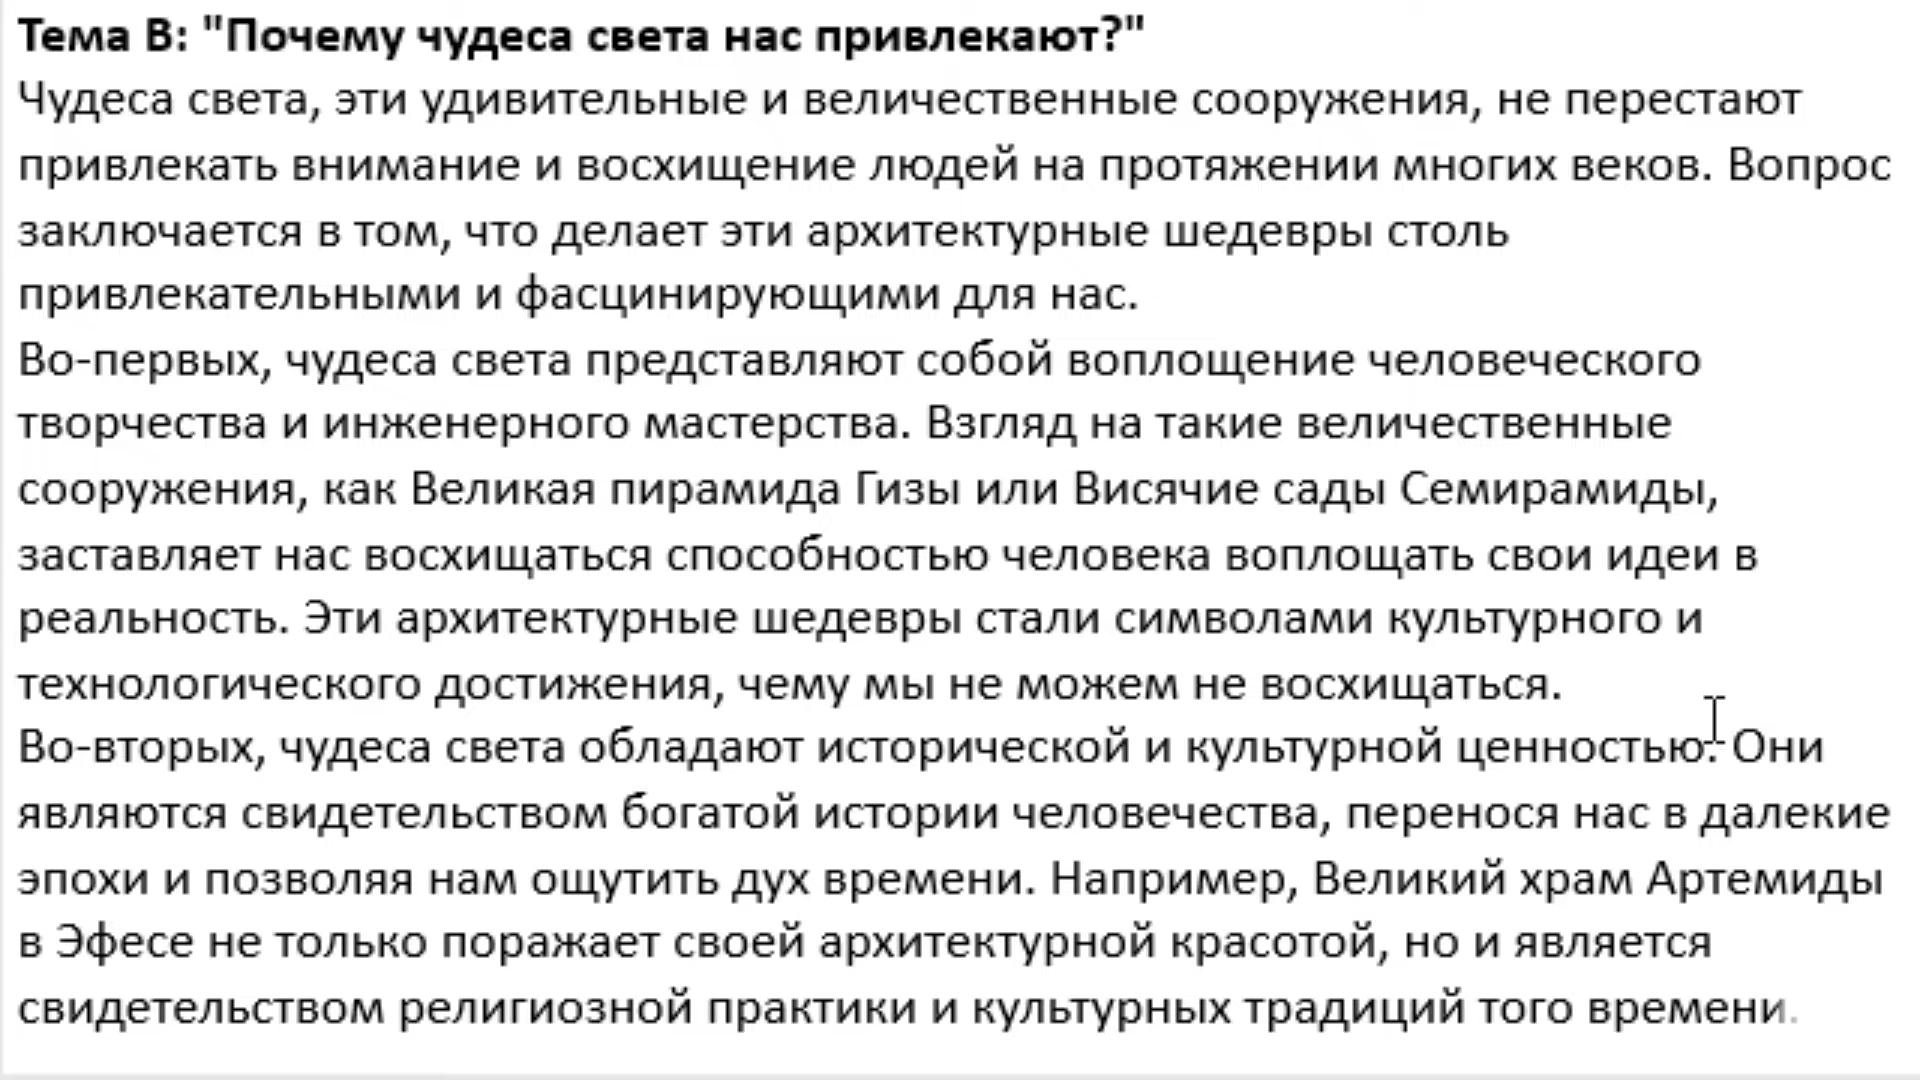 Тема В: "Почему чудеса света нас привлекают?"
Чудеса света, эти удивительные и величественные сооружения, не перестают
привлекать внимание и восхищение людей на протяжении многих веков. Вопрос
заключается в том, что делает эти архитектурные шедевры столь
привлекательными и фасцинирующими для нас.
Во-первых, чудеса света представляют собой воплощение человеческого
творчества и инженерного мастерства. Взгляд на такие величественные
сооружения, как Великая пирамида Гизы или Висячие сады Семирамиды,
заставляет нас восхищаться способностью человека воплощать свои идеи в
реальность. Эти архитектурные шедевры стали символами культурного и
технологического достижения, чему мы не можем не восхищаться.
Во-вторых, чудеса света обладают исторической и культурной ценностью. Они
являются свидетельством богатой истории человечества, перенося нас в далекие
эпохи и позволяя нам ощутить дух времени. Например, Великий храм Артемиды
в Эфесе не только поражает своей архитектурной красотой, но и является
свидетельством религиозной практики и культурных традиций того времени.